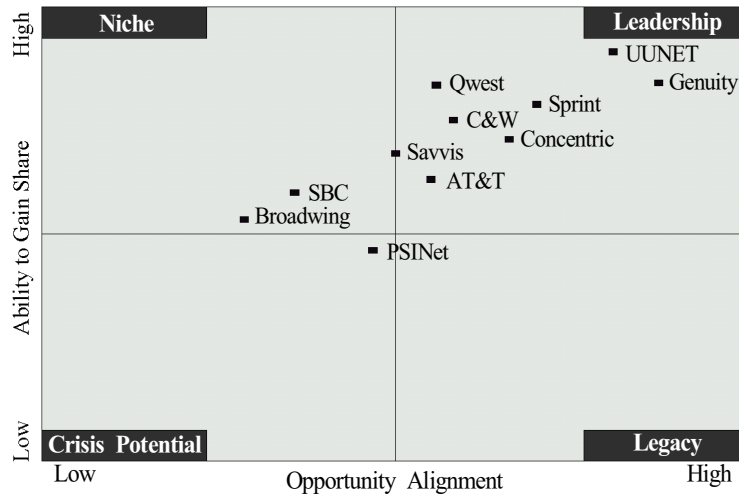 High
Niche
Leadership
UUNET
Qwest
Genuity
Sprint
C&W
Concentric
Savvis
AT&T
SBC
Broadwing
PSINet
Ability to Gain Share
Low
Crisis Potential
Legacy
Low
Opportunity Alignment
High